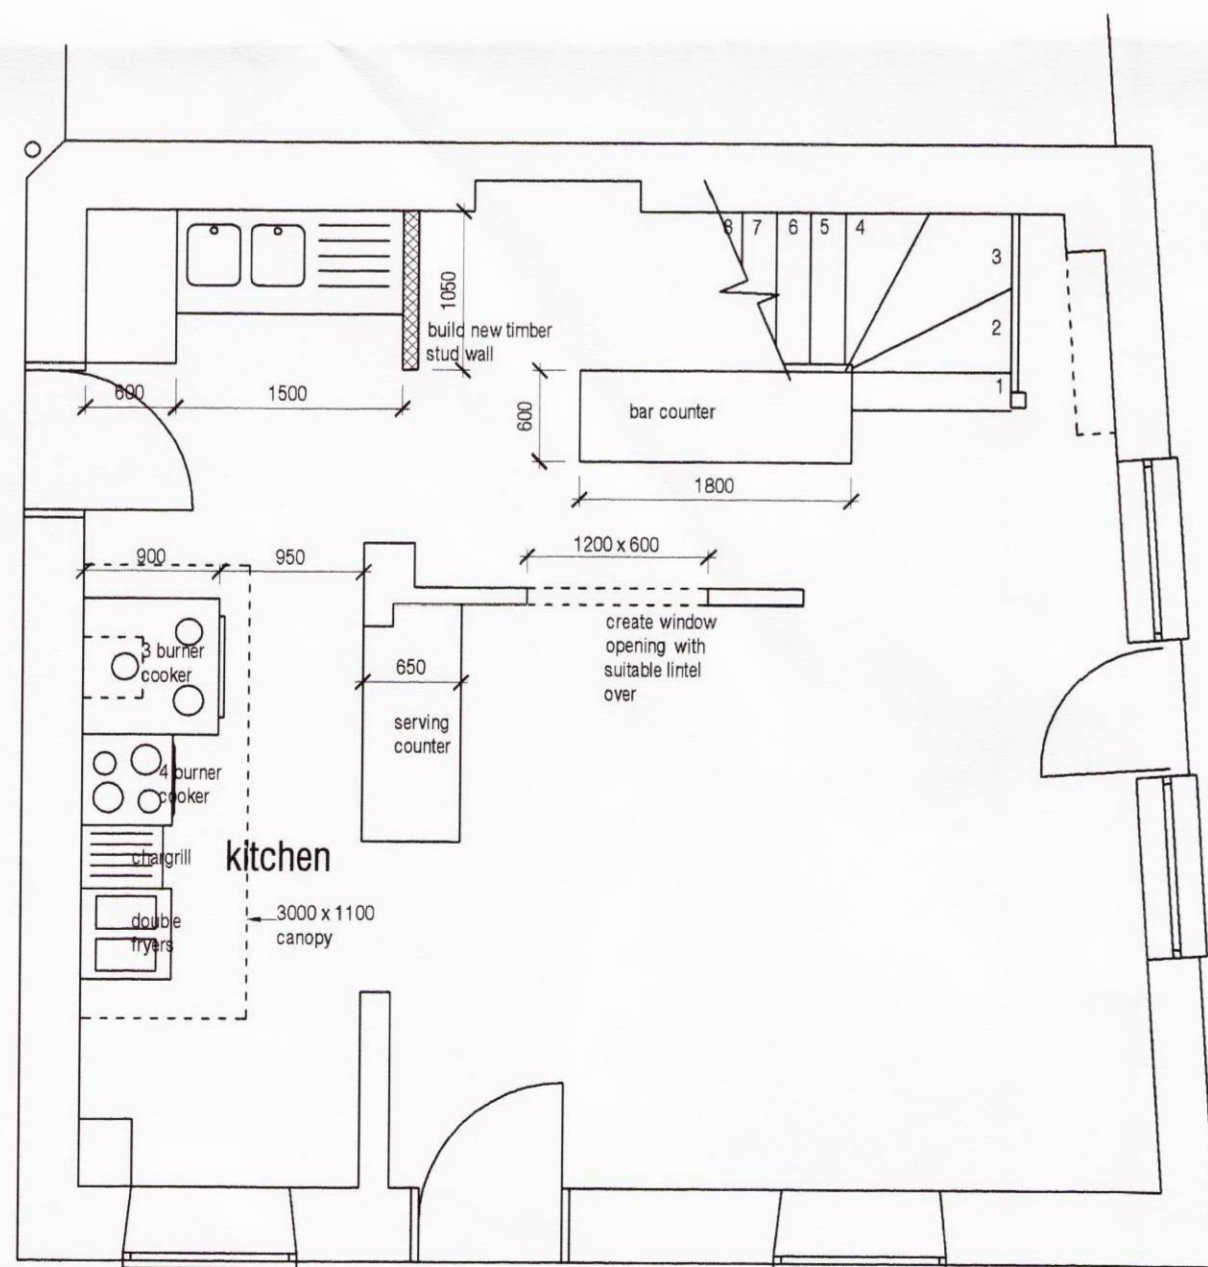 8 7 6 5 4
3
2
1
1050
build new timber
stud wall
600
1500
600
bar counter
1800
900
950
1200 x 600
create window
opening with
suitable lintel
over
3 burner
cooker
650
serving
counter
4 burner
cooker
chargrill
kitchen
double
fryers
3000 x 1100
canopy